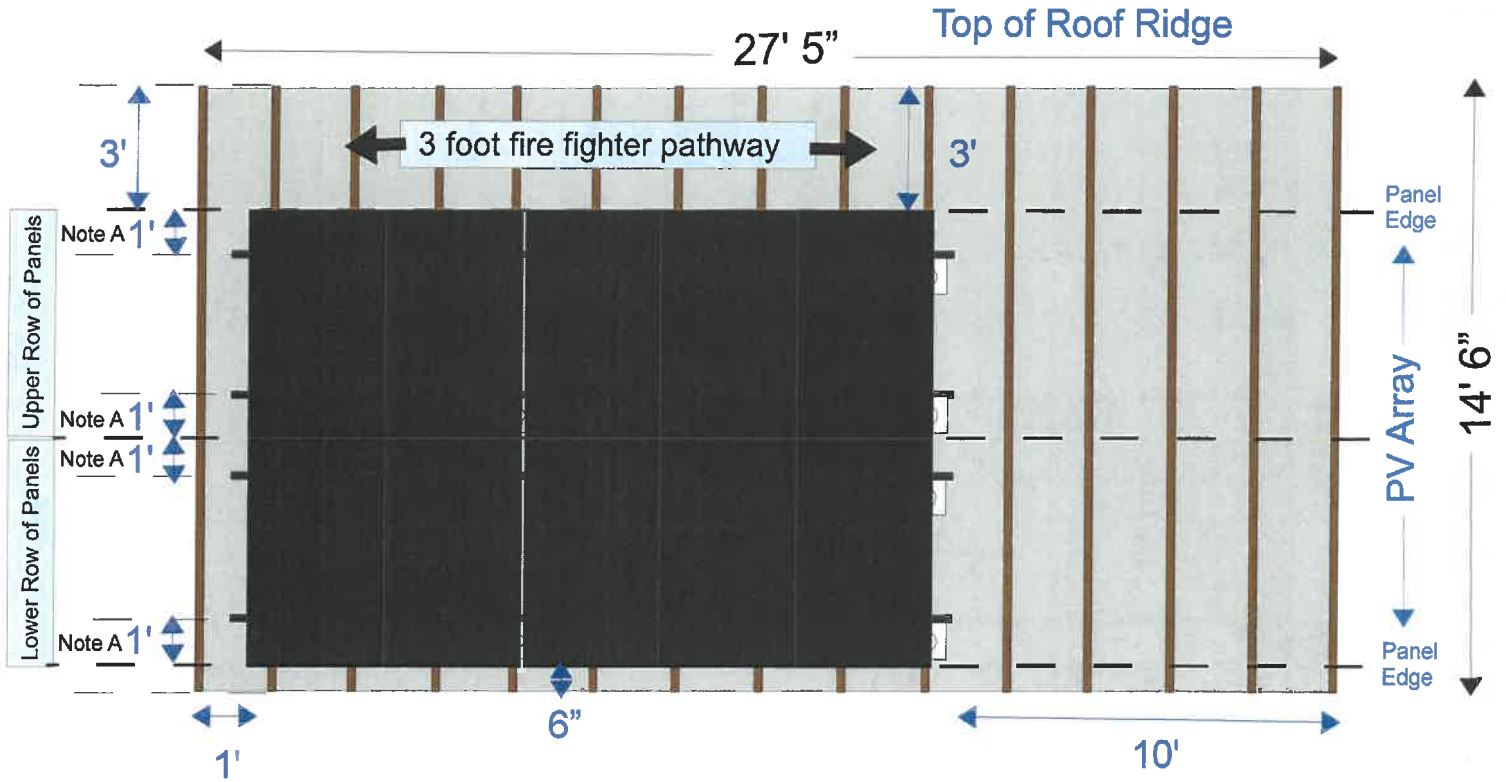 Top of Roof Ridge
27' 5”
3'
3 foot fire fighter pathway
3'
Panel
Edge
Upper Row of Panels
Note A 1'
Note A 1'
PV Array
14' 6”
Lower Row of Panels
Note A 1'
Note A 1'
Panel
Edge
1'
6”
10'